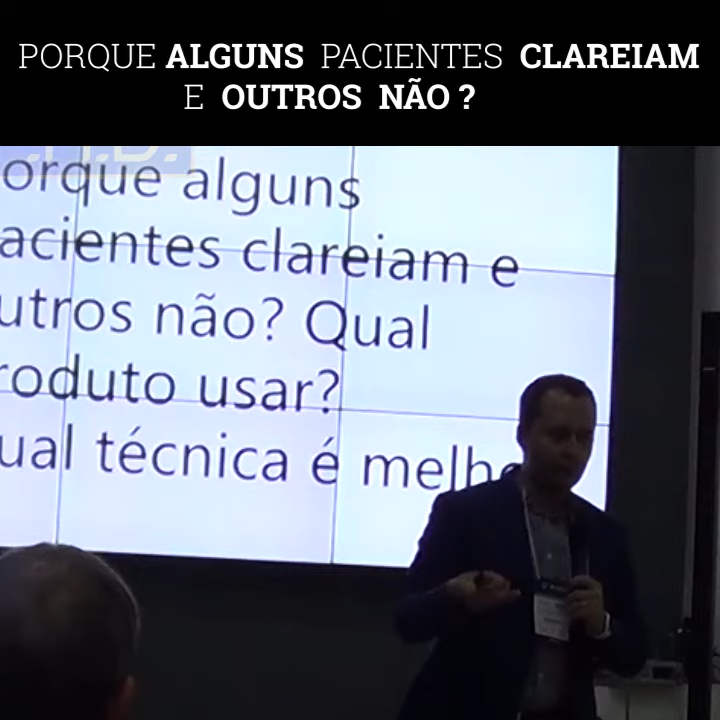 PORQUE ALGUNS PACIENTES CLAREIAM
E OUTROS NÃO ?
orque alguns
acientes clareiam e
utros não? Qual
roduto usar?
ual técnica é melh